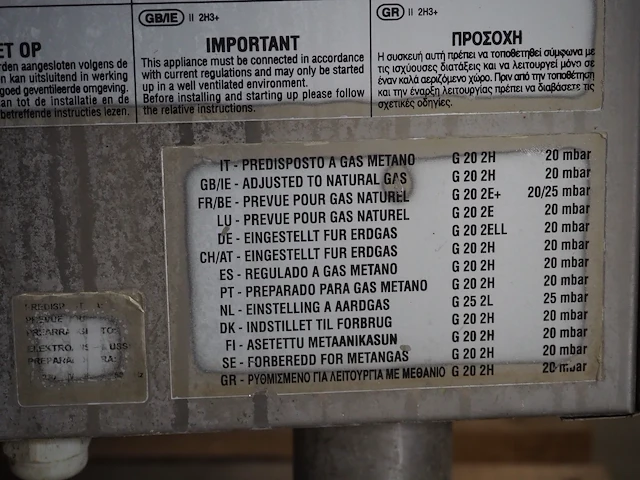 ET OP
rden aangesloten volgens de
n kan uitsluitend in werking
goed geventileerde omgeving.
an tot de installatie en de
betreffende instructies lezen.
GB/IE II 2H3+
IMPORTANT
This appliance must be connected in accordance
with current regulations and may only be started
up in a well ventilated environment.
Before installing and starting up please follow
the relative instructions.
GR II 2H3+
ΠΡΟΣΟΧΗ
Η συσκευή αυτή πρέπει να τοποθετηθεί σύμφωνα με
τις ισχύουσες διατάξεις και να λειτουργεί μόνο σε
έναν καλά αεριζόμενο χώρο. Πριν από την τοποθέτηση
και την έναρξη λειτουργίας πρέπει να διαβάσετε τις
σχετικές οδηγίες.
IT - PREDISPOSTO A GAS METANO G 20 2H 20 mbar
GB/IE - ADJUSTED TO NATURAL GAS G 20 2H 20 mbar
FR/BE - PREVUE POUR GAS NATUREL G 20 2E+ 20/25 mbar
LU - PREVUE POUR GAS NATUREL G 20 2E 20 mbar
DE - EINGESTELLT FUR ERDGAS G 20 2ELL 20 mbar
CH/AT - EINGESTELLT FUR ERDGAS G 20 2H 20 mbar
ES - REGULADO A GAS METANO G 20 2H 20 mbar
PT - PREPARADO PARA GAS METANO G 20 2H 20 mbar
NL - EINSTELLING A AARDGAS G 25 2L 25 mbar
DK - INDSTILLET TIL FORBRUG G 20 2H 20 mbar
FI - ASETETTU METAANIKASUN G 20 2H 20 mbar
SE - FORBEREDD FOR METANGAS G 20 2H 20 mbar
GR - ΡΥΘΜΙΣΜΕΝΟ ΓΙΑ ΛΕΙΤΟΥΡΓΙΑ ΜΕ ΜΕΘΑΝΙΟ G 20 2H 20 mbar